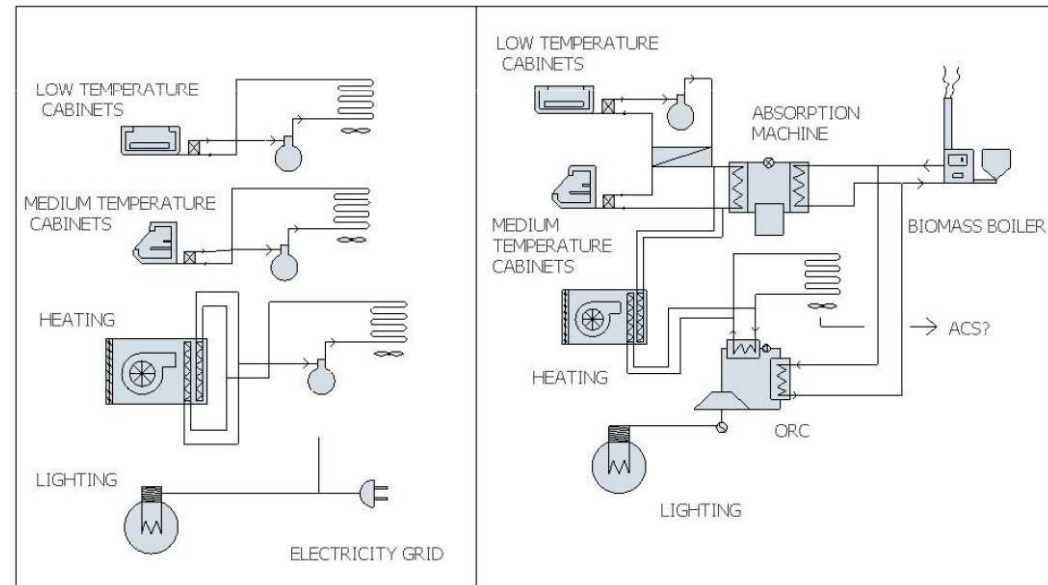 LOW TEMPERATURE
CABINETS
MEDIUM TEMPERATURE
CABINETS
HEATING
LIGHTING
ELECTRICITY GRID
LOW TEMPERATURE
CABINETS
ABSORPTION
MACHINE
BIOMASS BOILER
MEDIUM
TEMPERATURE
CABINETS
ACS?
HEATING
ORC
LIGHTING